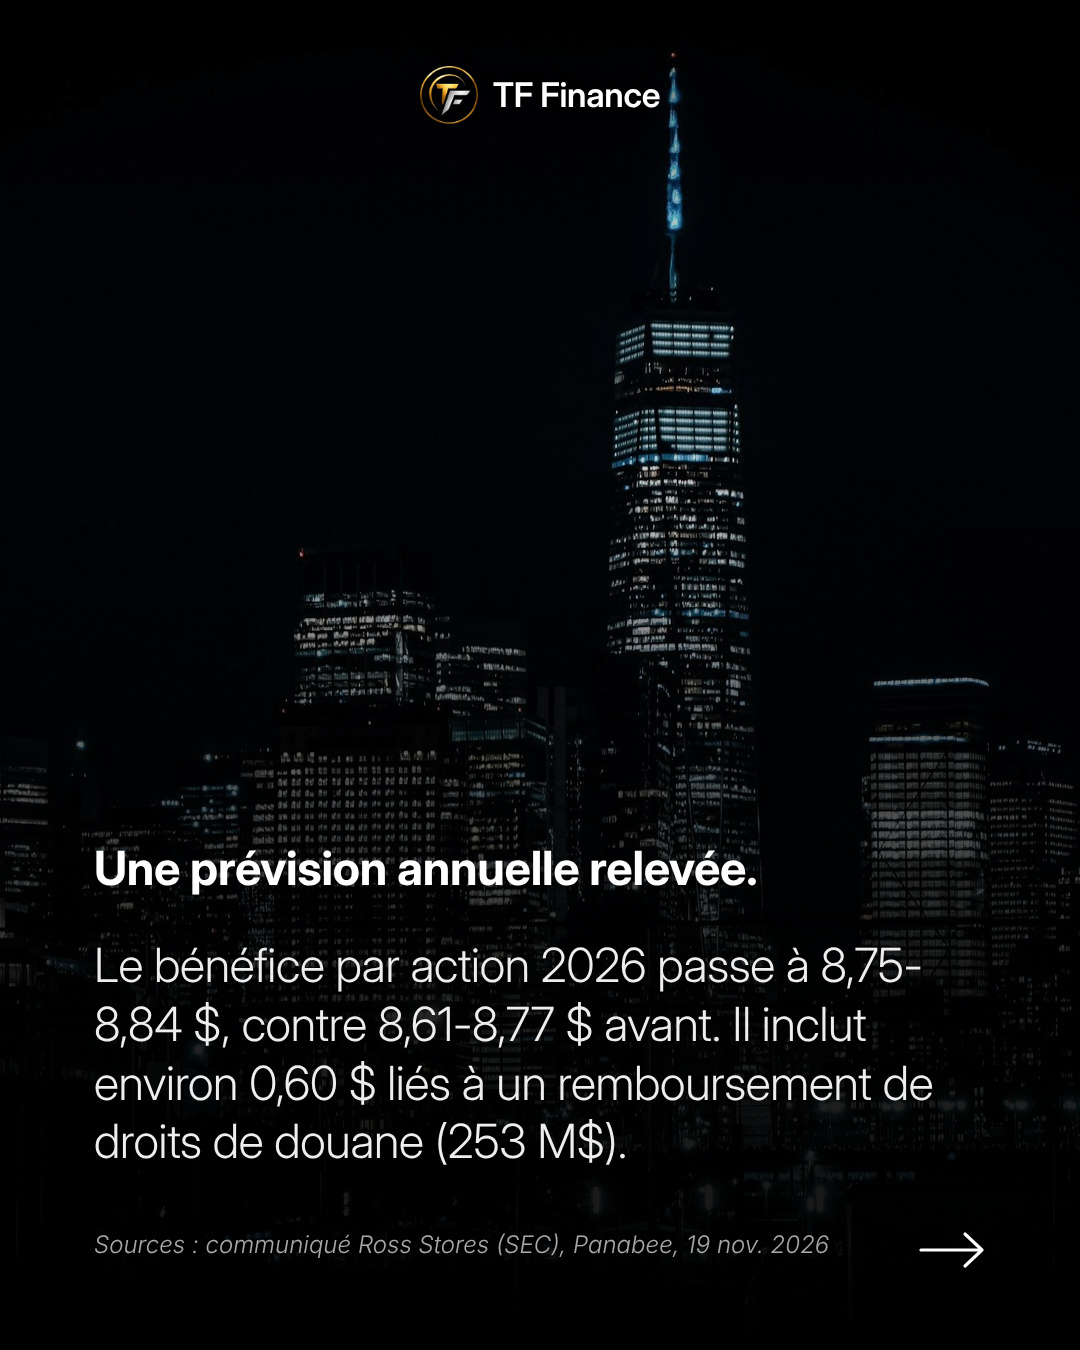 TF Finance
Une prévision annuelle relevée.
Le bénéfice par action 2026 passe à 8,75-
8,84 $, contre 8,61-8,77 $ avant. Il inclut
environ 0,60 $ liés à un remboursement de
droits de douane (253 M$).
Sources : communiqué Ross Stores (SEC), Panabee, 19 nov. 2026